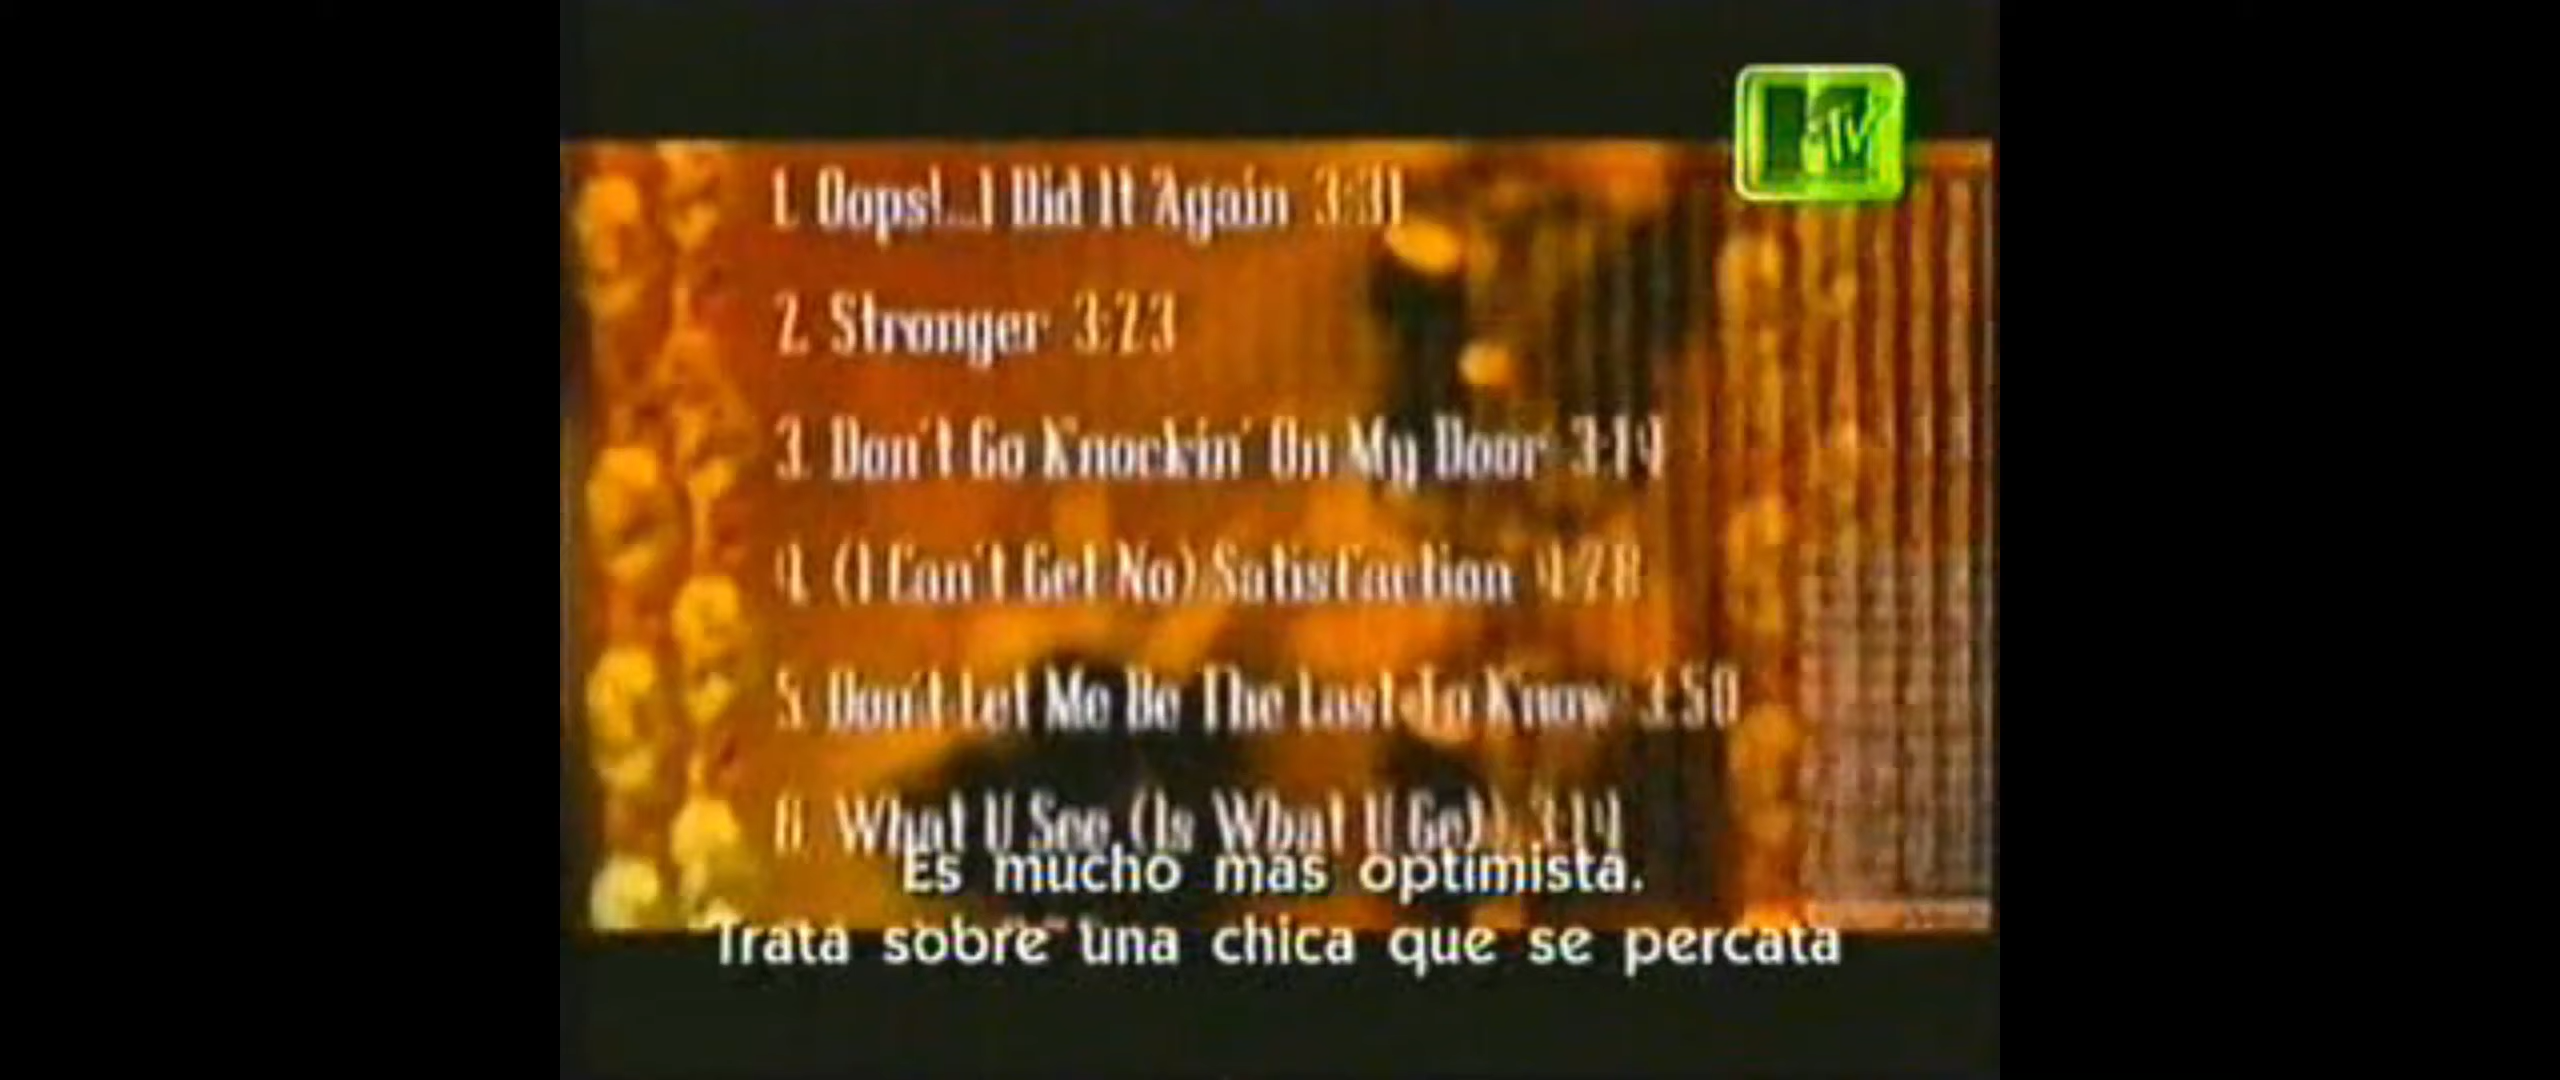 MTV
1. Oops!...I Did It Again 3:31
2. Stronger 3:23
3. Don't Go Knockin' On My Door 3:14
4. (I Can't Get No) Satisfaction 4:28
5. Don't Let Me Be The Last To Know 3:50
6. What U See (Is What U Get) 3:14
Es mucho más optimista.
Trata sobre una chica que se percata